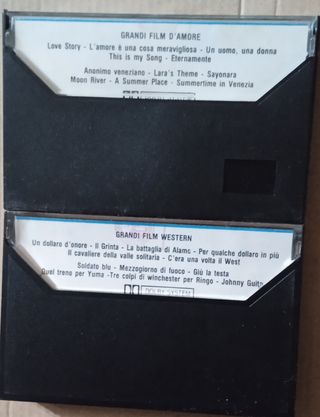 GRANDI FILM D'AMORE
Love Story - L'amore è una cosa meravigliosa - Un uomo, una donna
This is my Song - Eternamente
Anonimo veneziano - Lara's Theme - Sayonara
Moon River - A Summer Place - Summertime in Venezia
GRANDI FILM WESTERN
Un dollaro d'onore - Il Grinta - La battaglia di Alamo - Per qualche dollaro in più
Il cavaliere della valle solitaria - C'era una volta il West
Soldato blu - Mezzogiorno di fuoco - Giù la testa
Quel treno per Yuma -Tre colpi di winchester per Ringo - Johnny Guita
DOLBY SYSTEM